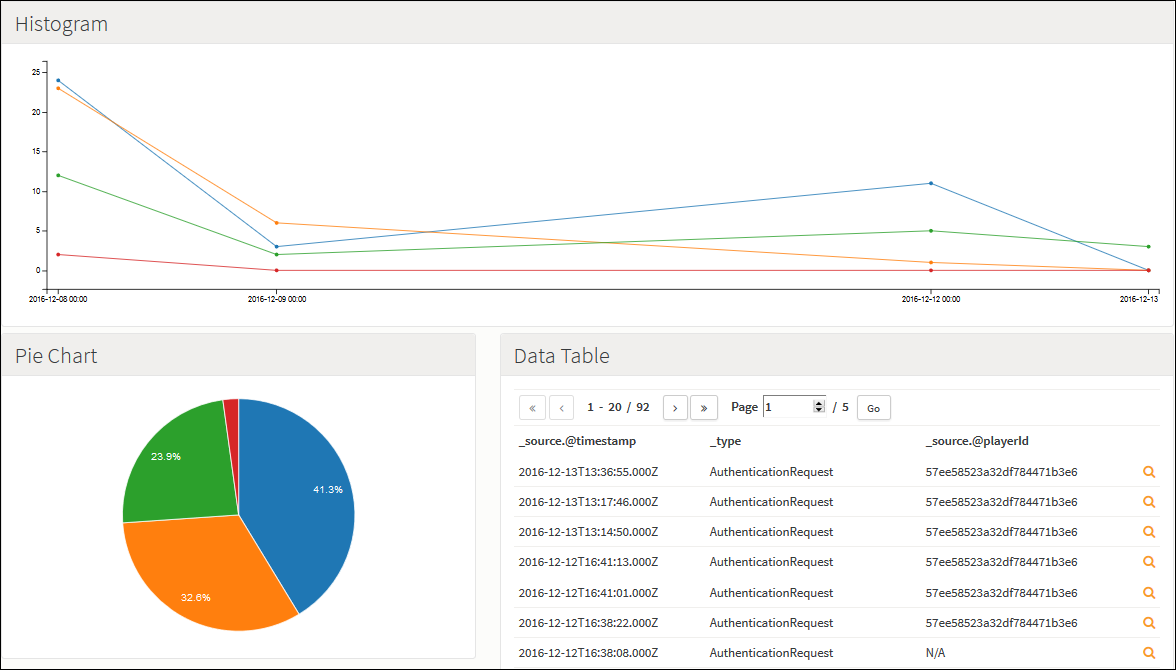 Histogram
25
20
15
10
5
0
2016-12-08 00:00 2016-12-09 00:00 2016-12-12 00:00 2016-12-13
Pie Chart
23.9%
41.3%
32.6%
Data Table
« ‹ 1 - 20 / 92 › » Page 1 / 5 Go
_source.@timestamp _type _source.@playerId
2016-12-13T13:36:55.000Z AuthenticationRequest 57ee58523a32df784471b3e6
2016-12-13T13:17:46.000Z AuthenticationRequest 57ee58523a32df784471b3e6
2016-12-13T13:14:50.000Z AuthenticationRequest 57ee58523a32df784471b3e6
2016-12-12T16:41:13.000Z AuthenticationRequest 57ee58523a32df784471b3e6
2016-12-12T16:41:01.000Z AuthenticationRequest 57ee58523a32df784471b3e6
2016-12-12T16:38:22.000Z AuthenticationRequest 57ee58523a32df784471b3e6
2016-12-12T16:38:08.000Z AuthenticationRequest N/A